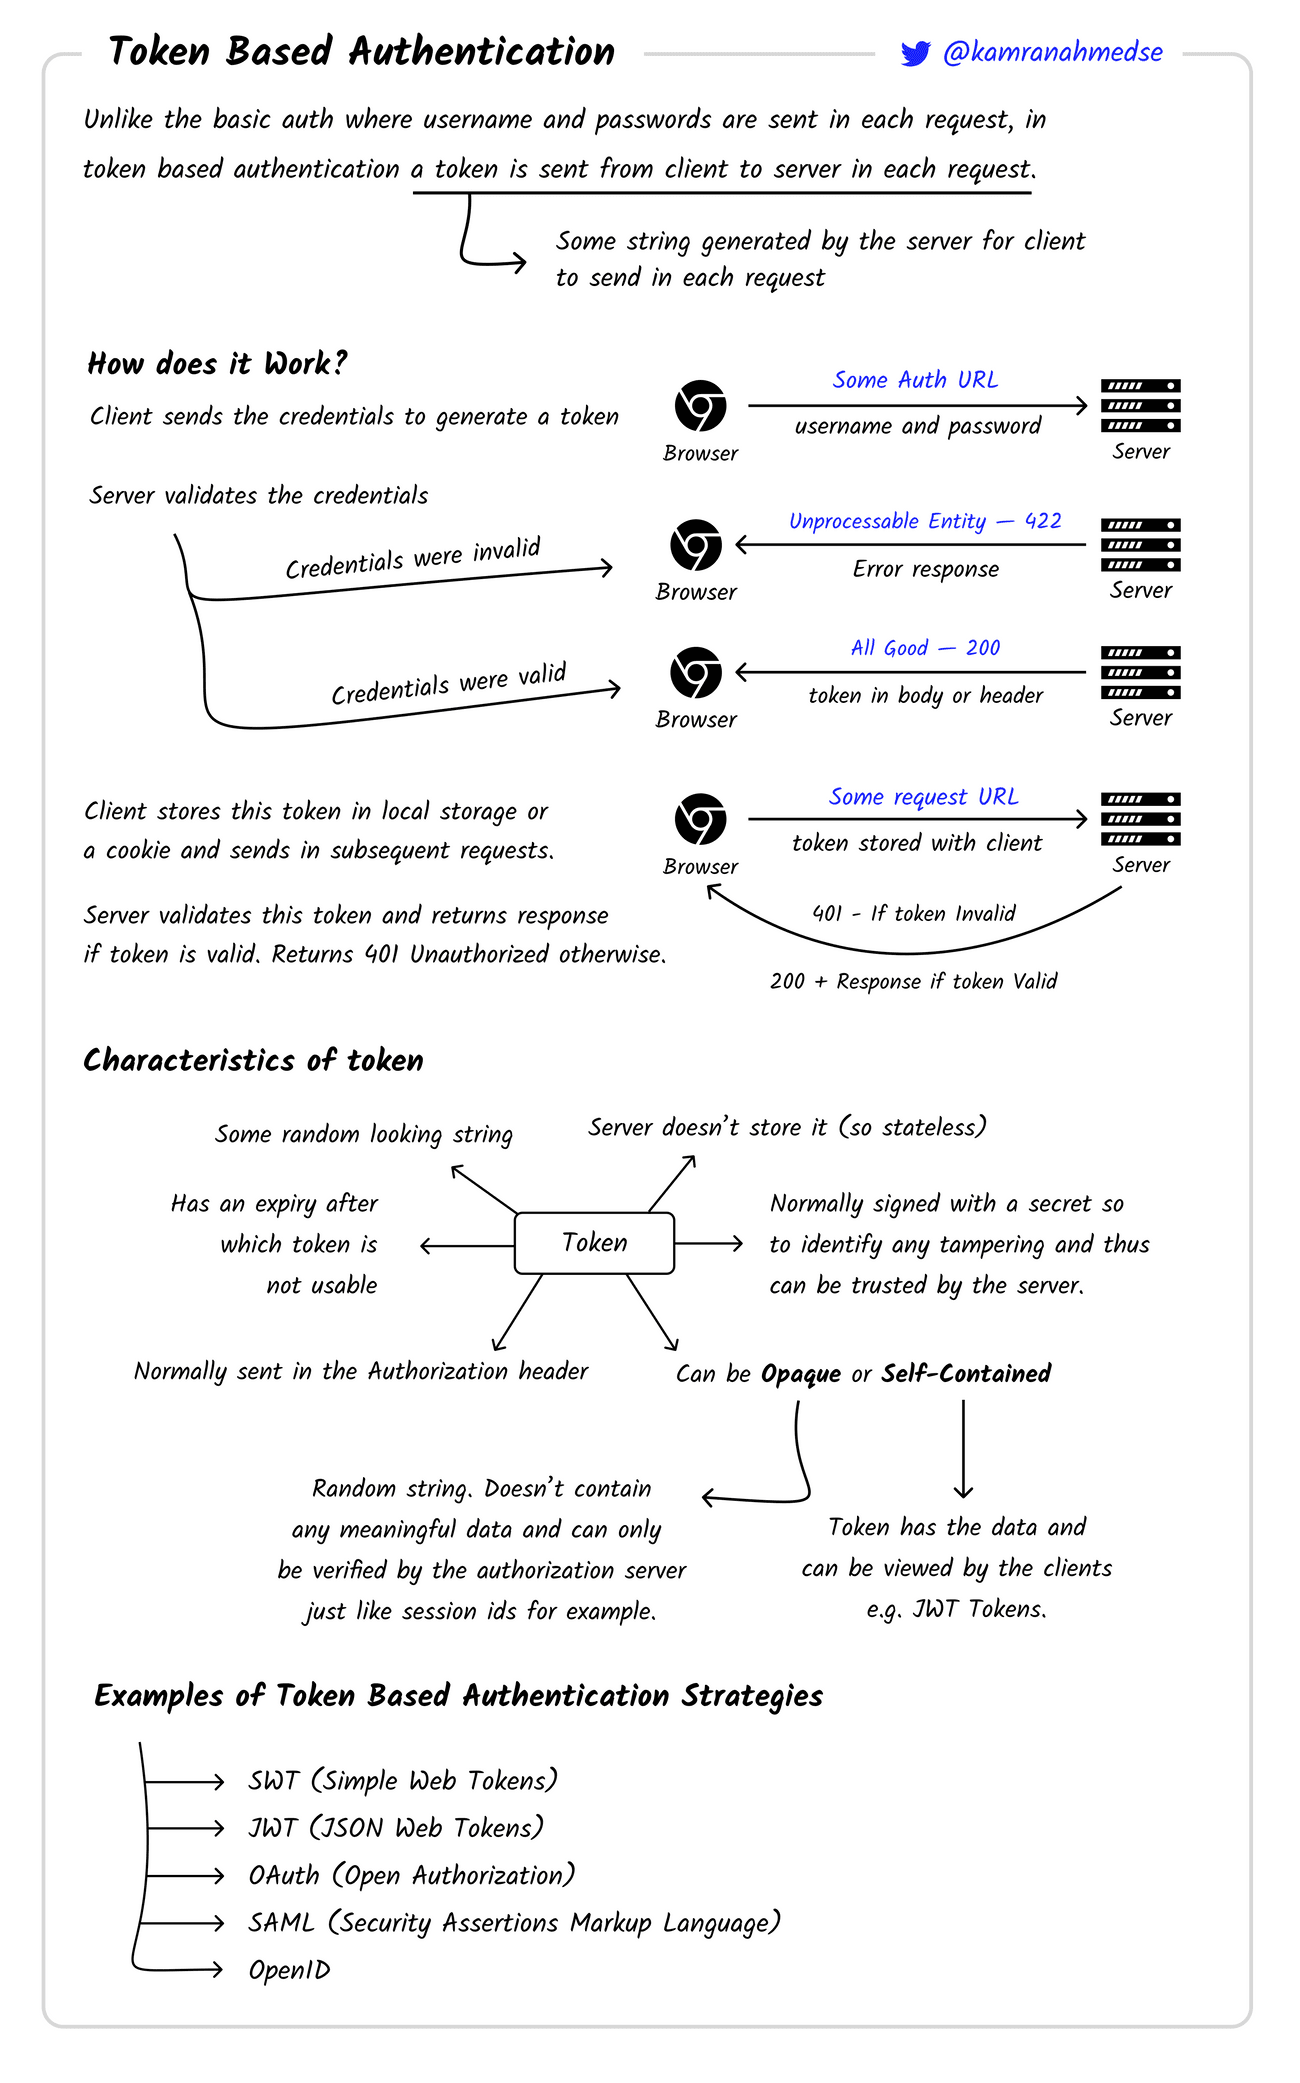 Token Based Authentication
@kamranahmedse
Unlike the basic auth where username and passwords are sent in each request, in
token based authentication a token is sent from client to server in each request.
Some string generated by the server for client
to send in each request
How does it Work?
Client sends the credentials to generate a token
Some Auth URL
username and password
Browser
Server
Server validates the credentials
Credentials were invalid
Unprocessable Entity – 422
Error response
Browser
Server
Credentials were valid
All Good – 200
token in body or header
Browser
Server
Client stores this token in local storage or
a cookie and sends in subsequent requests.
Some request URL
token stored with client
Browser
Server
Server validates this token and returns response
if token is valid. Returns 401 Unauthorized otherwise.
401 - If token Invalid
200 + Response if token Valid
Characteristics of token
Some random looking string
Server doesn't store it (so stateless)
Has an expiry after
which token is
not usable
Token
Normally signed with a secret so
to identify any tampering and thus
can be trusted by the server.
Normally sent in the Authorization header
Can be Opaque or Self-Contained
Random string. Doesn't contain
any meaningful data and can only
be verified by the authorization server
just like session ids for example.
Token has the data and
can be viewed by the clients
e.g. JWT Tokens.
Examples of Token Based Authentication Strategies
SWT (Simple Web Tokens)
JWT (JSON Web Tokens)
OAuth (Open Authorization)
SAML (Security Assertions Markup Language)
OpenID